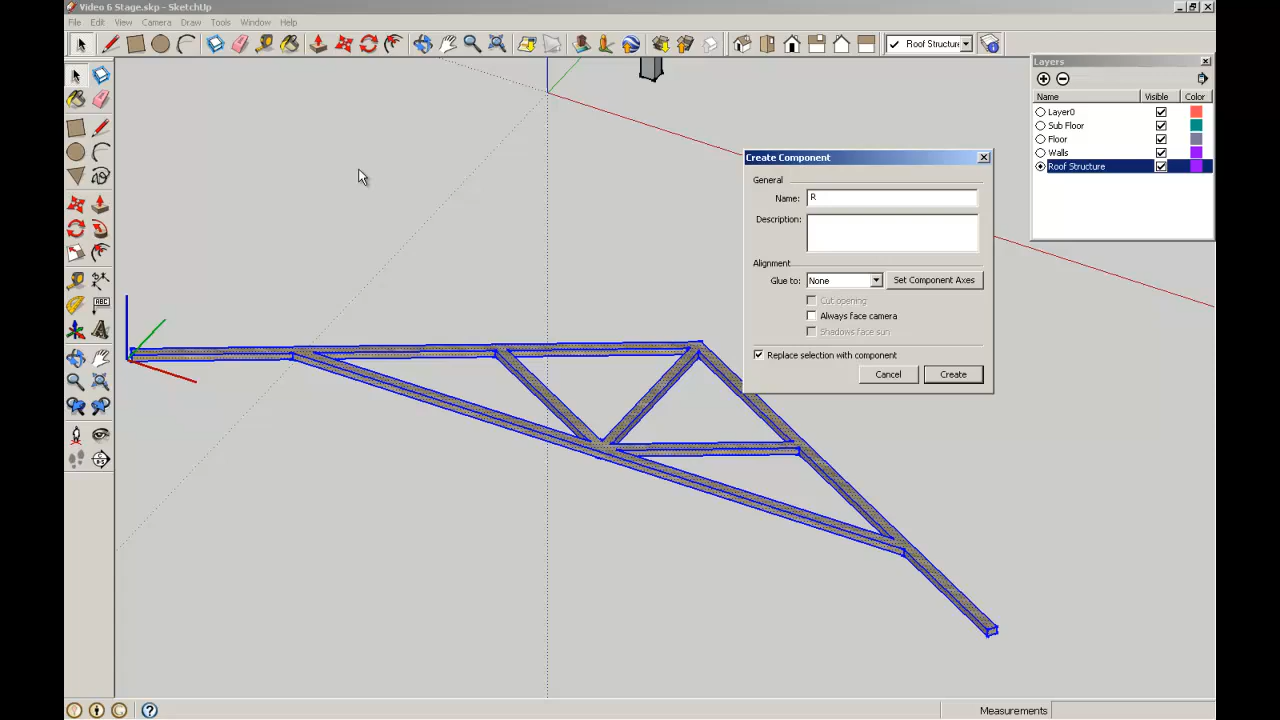 Video 6 Stage.skp - SketchUp
File Edit View Camera Draw Tools Window Help
Roof Structur
Layers
Name Visible Color
Layer0
Sub Floor
Floor
Walls
Roof Structure
Create Component
General
Name: R
Description:
Alignment
Glue to: None Set Component Axes
Cut opening
Always face camera
Shadows face sun
Replace selection with component
Cancel Create
ABC
Measurements